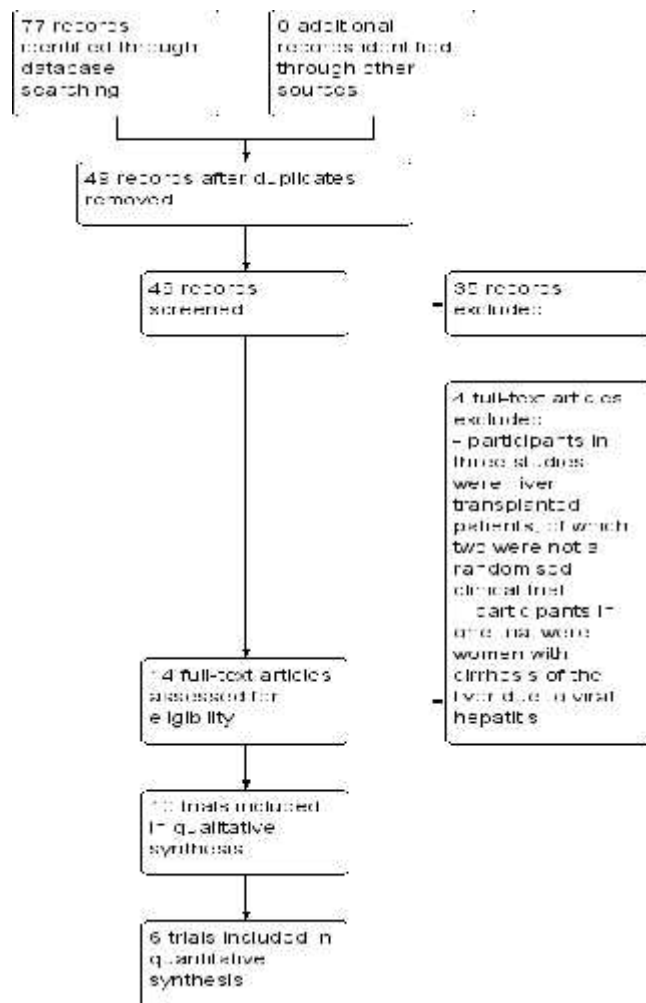 77 records
identified through
database
searching
0 additional
records identified
through other
sources
49 records after duplicates
removed
49 records
screened
35 records
excluded
4 full-text articles
excluded
– participants in
three studies
were liver
transplanted
patients, of which
two were not a
randomised
clinical trial
participants in
one trial were
women with
cirrhosis of the
liver due to viral
hepatitis
14 full-text articles
assessed for
eligibility
10 trials included
in qualitative
synthesis
6 trials included in
quantitative
synthesis